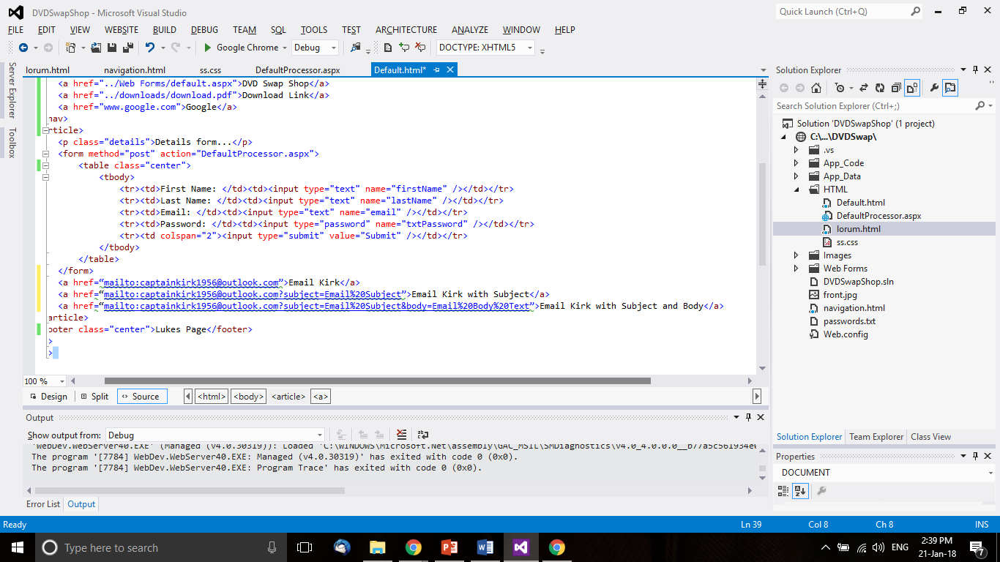 DVDSwapShop - Microsoft Visual Studio
Quick Launch (Ctrl+Q)
FILE EDIT VIEW WEBSITE BUILD DEBUG TEAM SQL TOOLS TEST ARCHITECTURE ANALYZE WINDOW HELP
Google Chrome Debug DOCTYPE: XHTML5
Server Explorer
Toolbox
lorum.html navigation.html ss.css DefaultProcessor.aspx Default.html*
<a href="../Web Forms/default.aspx">DVD Swap Shop</a>
<a href="../downloads/download.pdf">Download Link</a>
<a href="www.google.com">Google</a>
nav>
rticle>
<p class="details">Details form...</p>
<form method="post" action="DefaultProcessor.aspx">
<table class="center">
<tbody>
<tr><td>First Name: </td><td><input type="text" name="firstName" /></td></tr>
<tr><td>Last Name: </td><td><input type="text" name="lastName" /></td></tr>
<tr><td>Email: </td><td><input type="text" name="email" /></td></tr>
<tr><td>Password: </td><td><input type="password" name="txtPassword" /></td></tr>
<tr><td colspan="2"><input type="submit" value="Submit" /></td></tr>
</tbody>
</table>
</form>
<a href=“mailto:captainkirk1956@outlook.com”>Email Kirk</a>
<a href=“mailto:captainkirk1956@outlook.com?subject=Email%20Subject”>Email Kirk with Subject</a>
<a href=“mailto:captainkirk1956@outlook.com?subject=Email%20Subject&body=Email%20Body%20Text”>Email Kirk with Subject and Body</a>
article>
ooter class="center">Lukes Page</footer>
>
>
100 %
Design Split Source <html> <body> <article> <a>
Output
Show output from: Debug
'WebDev.WebServer40.EXE' (Managed (v4.0.30319)): Loaded 'C:\WINDOWS\Microsoft.Net\assembly\GAC_MSIL\SMDiagnostics\v4.0_4.0.0.0__b77a5c561934e0
The program '[7784] WebDev.WebServer40.EXE: Managed (v4.0.30319)' has exited with code 0 (0x0).
The program '[7784] WebDev.WebServer40.EXE: Program Trace' has exited with code 0 (0x0).
Error List Output
Solution Explorer
Search Solution Explorer (Ctrl+;)
Solution 'DVDSwapShop' (1 project)
C:\...\DVDSwap\
.vs
App_Code
App_Data
HTML
Default.html
DefaultProcessor.aspx
lorum.html
ss.css
Images
Web Forms
DVDSwapShop.sln
front.jpg
navigation.html
passwords.txt
Web.config
Solution Explorer Team Explorer Class View
Properties
DOCUMENT
Ready Ln 39 Col 8 Ch 8 INS
Type here to search
ENG
2:39 PM
21-Jan-18
7